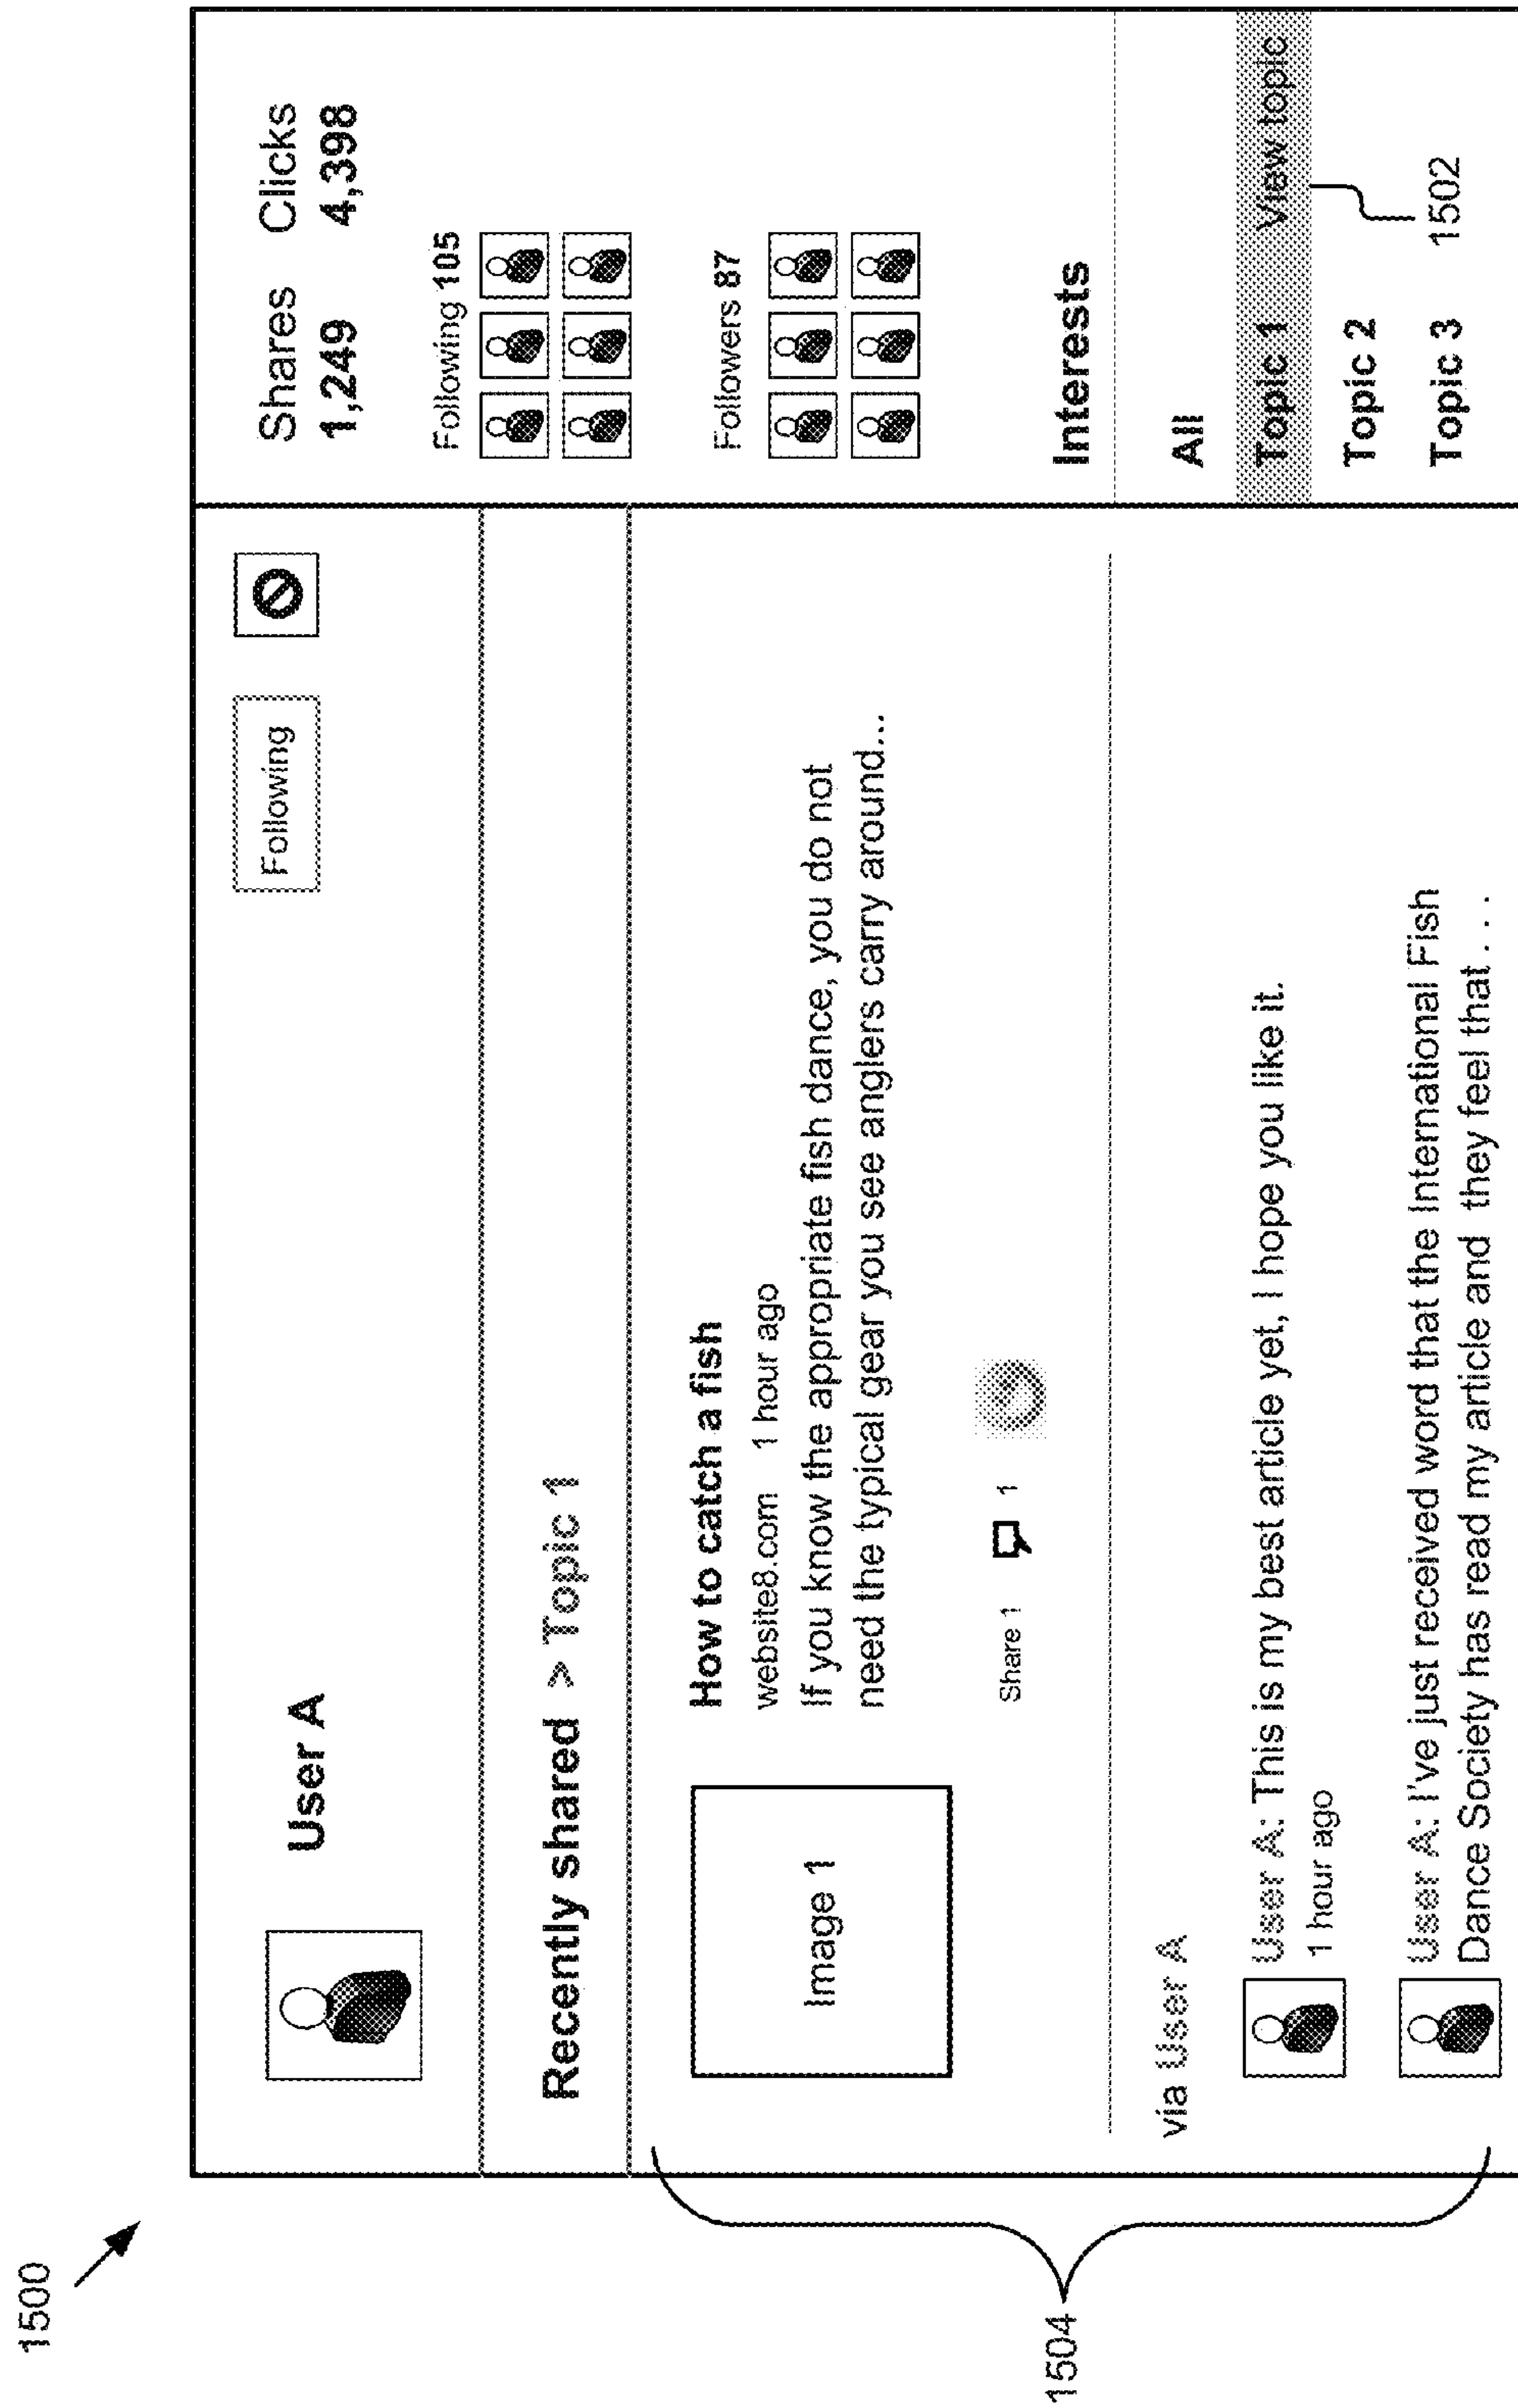 1500
User A
Following
Shares Clicks
1,249 4,398
Recently shared > Topic 1
Following 105
Followers 87
How to catch a fish
website8.com 1 hour ago
If you know the appropriate fish dance, you do not
need the typical gear you see anglers carry around...
Image 1
Share 1 1
1504
via User A
User A: This is my best article yet, I hope you like it.
1 hour ago
User A: I've just received word that the International Fish
Dance Society has read my article and they feel that . . .
Interests
All
Topic 1 View topic
Topic 2
Topic 3
1502